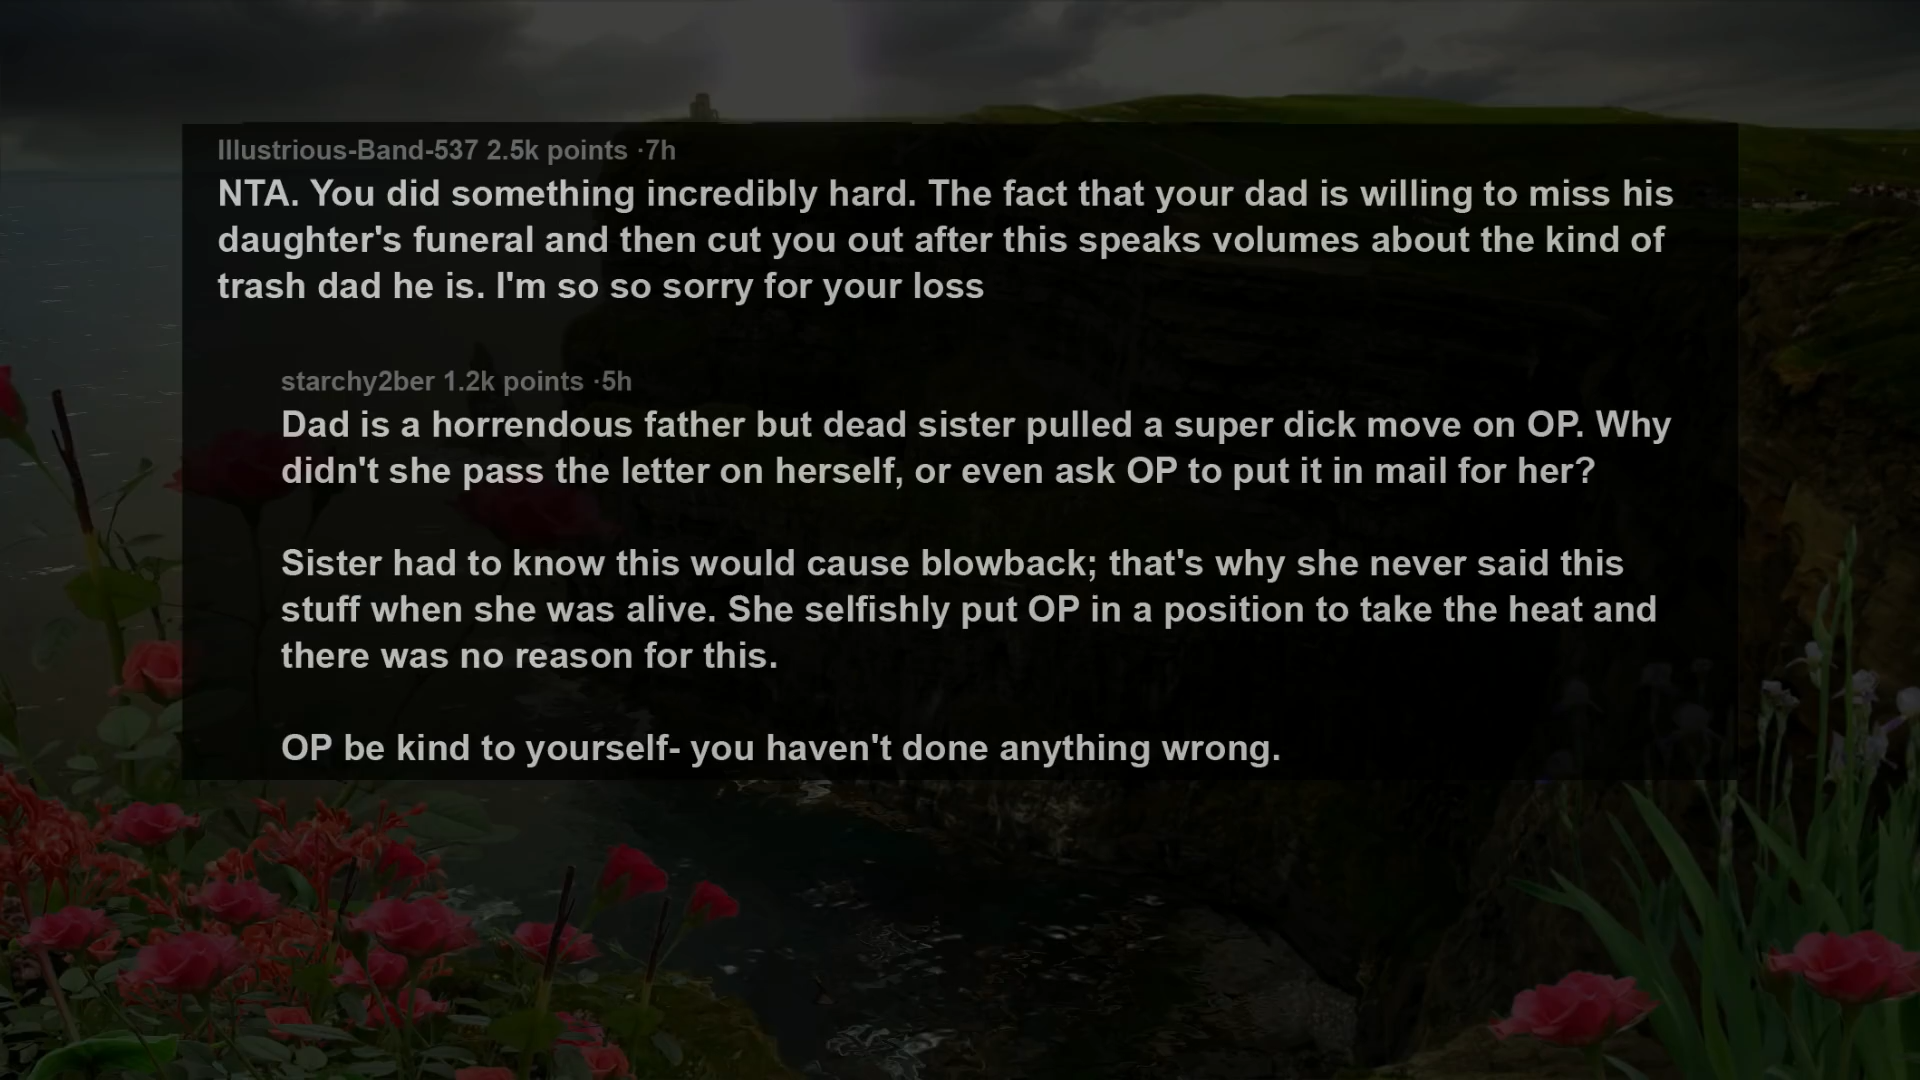 Illustrious-Band-537 2.5k points ·7h
NTA. You did something incredibly hard. The fact that your dad is willing to miss his
daughter's funeral and then cut you out after this speaks volumes about the kind of
trash dad he is. I'm so so sorry for your loss
starchy2ber 1.2k points ·5h
Dad is a horrendous father but dead sister pulled a super dick move on OP. Why
didn't she pass the letter on herself, or even ask OP to put it in mail for her?
Sister had to know this would cause blowback; that's why she never said this
stuff when she was alive. She selfishly put OP in a position to take the heat and
there was no reason for this.
OP be kind to yourself- you haven't done anything wrong.